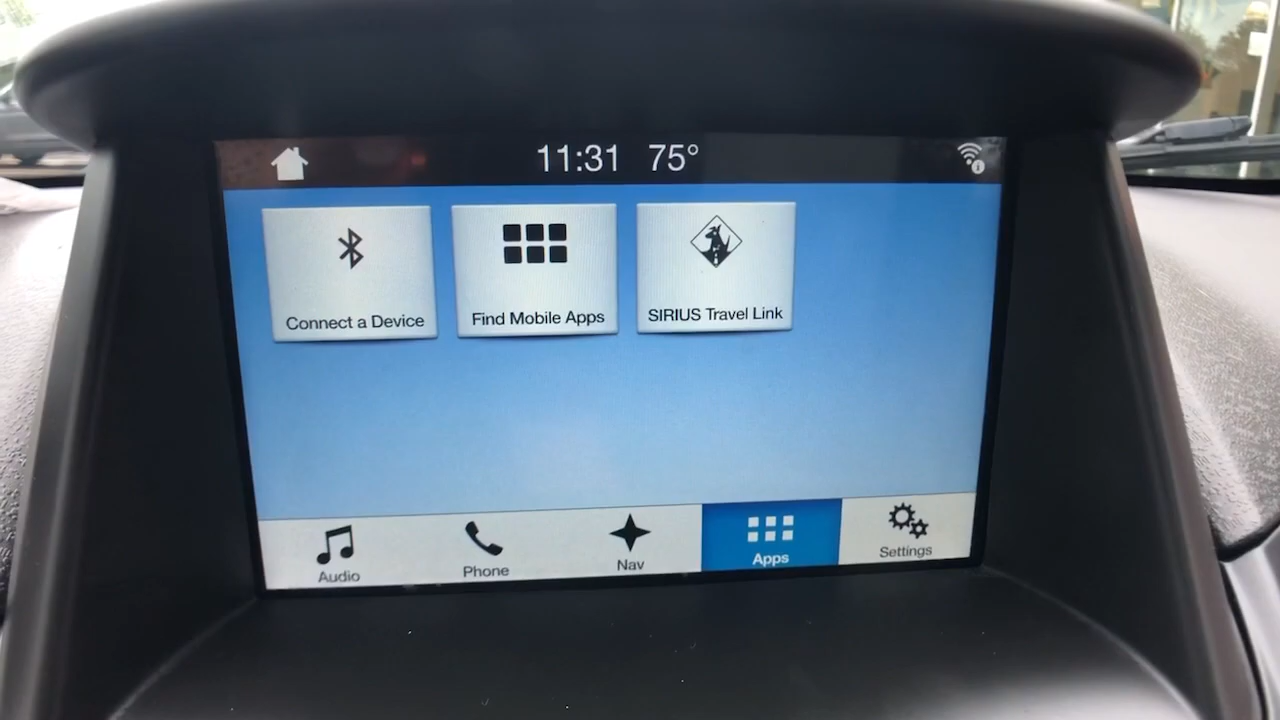 11:31 75°
Connect a Device
Find Mobile Apps
SIRIUS Travel Link
Audio
Phone
Nav
Apps
Settings